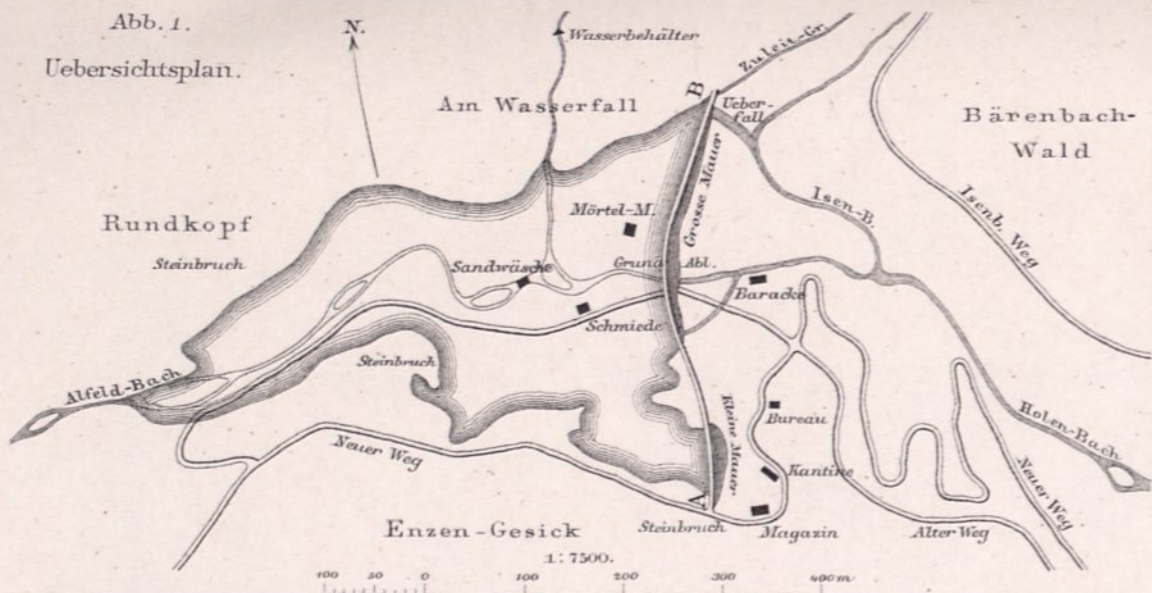 Abb. 1.
Uebersichtsplan.
N.
Wasserbehälter
Zuleit-Gr.
Am Wasserfall
B
Ueber-
fall
Bärenbach-
Wald
Rundkopf
Steinbruch
Mörtel-M.
Grosse Mauer
Isen-B.
Isenb. Weg
Sandwäsche
Grund Abl.
Baracke
Schmiede
Steinbruch
Alfeld-Bach
Neuer Weg
Kleine Mauer
Bureau
Holen-Bach
Kantine
Neuer Weg
A
Enzen-Gesick
Steinbruch
Magazin
Alter Weg
1:7500.
100 50 0 100 200 300 400 m